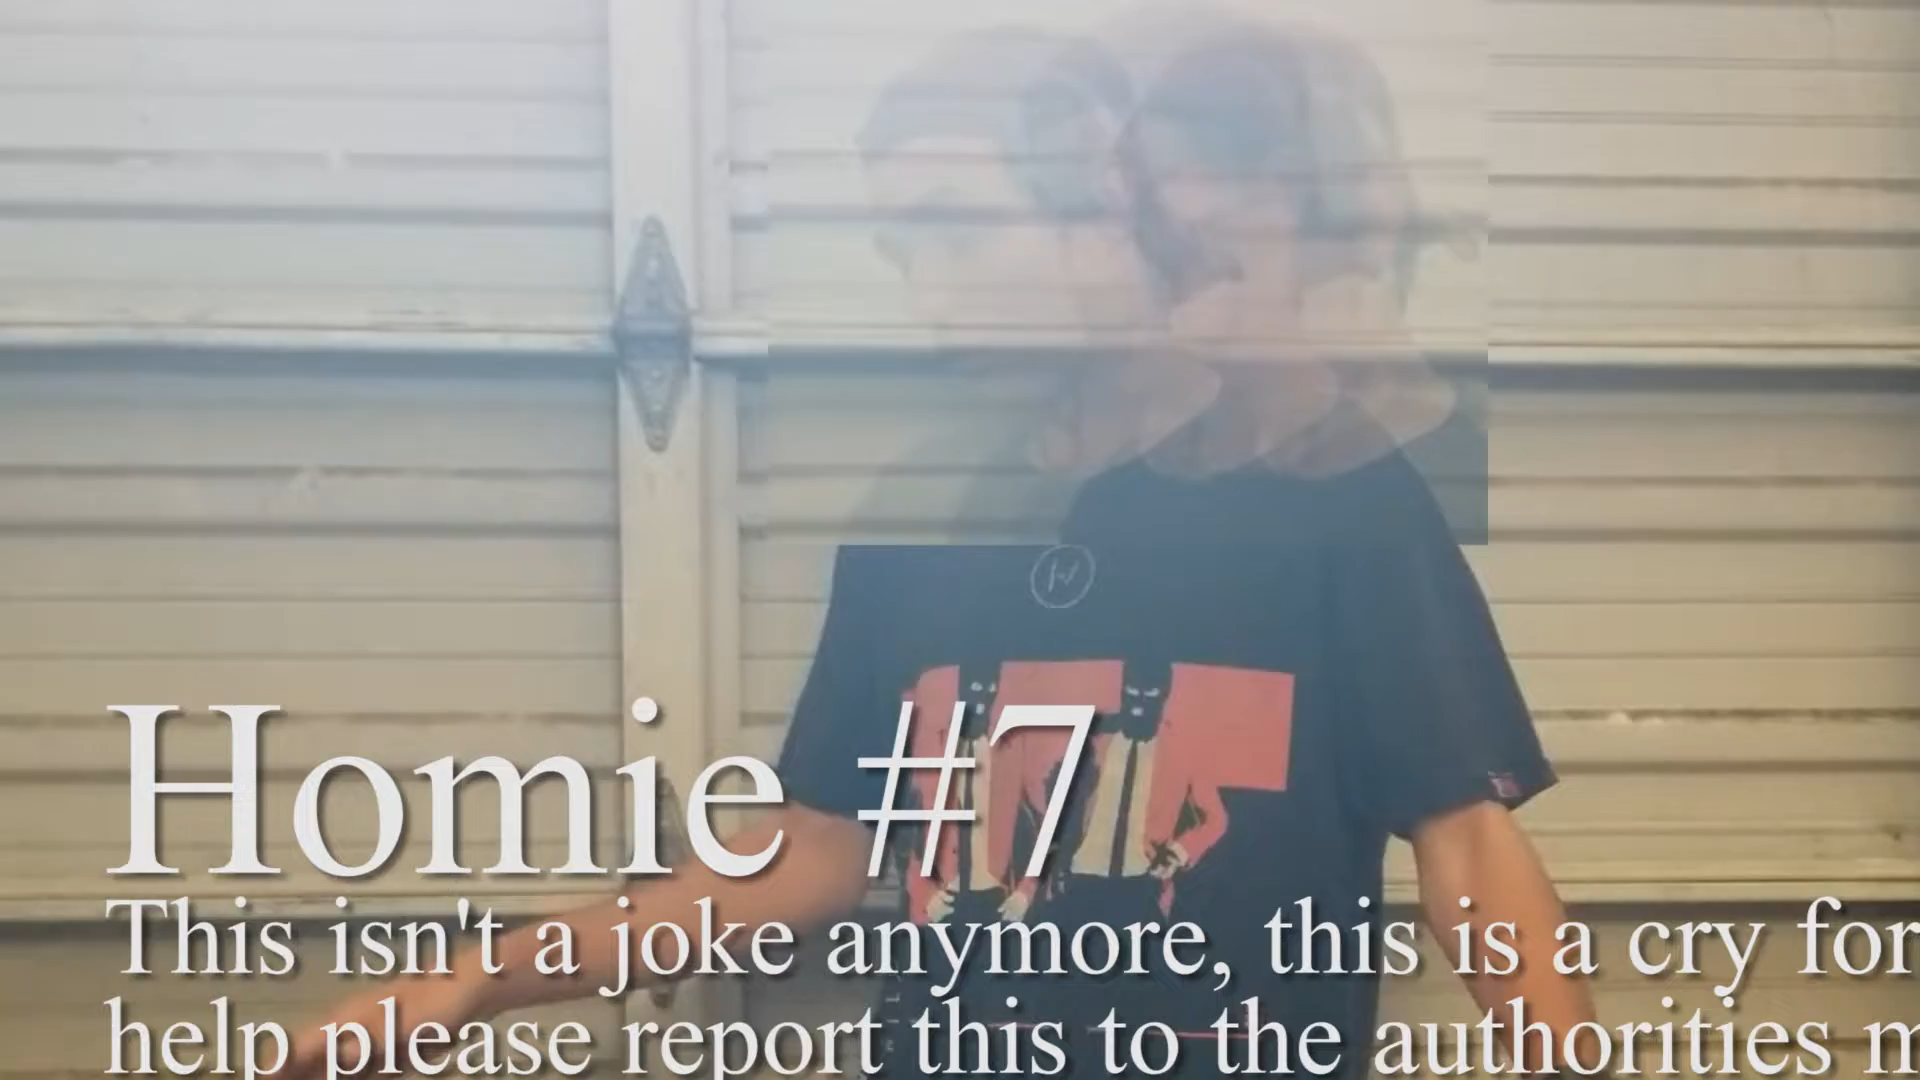 Homie #7
This isn't a joke anymore, this is a cry for
help please report this to the authorities